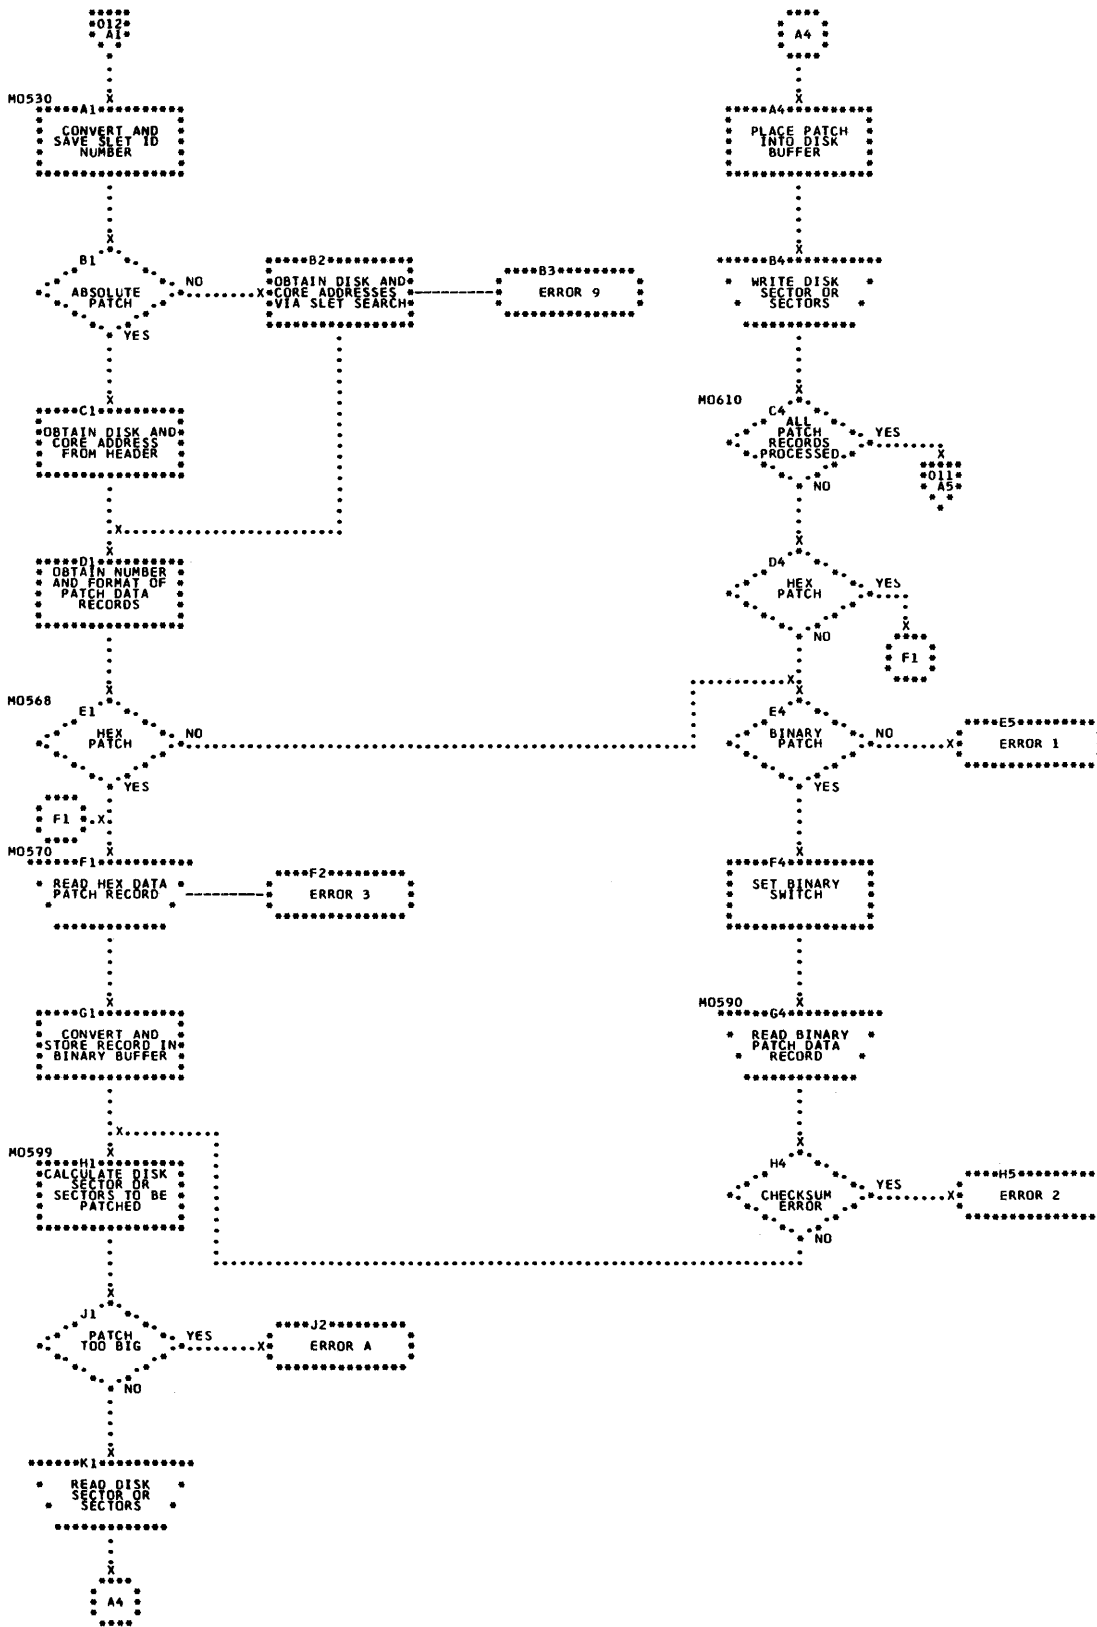 012
A1
M0530
A1
CONVERT AND
SAVE SLET ID
NUMBER
B1
ABSOLUTE
PATCH
NO
YES
B2
OBTAIN DISK AND
CORE ADDRESSES
VIA SLET SEARCH
B3
ERROR 9
C1
OBTAIN DISK AND
CORE ADDRESS
FROM HEADER
D1
OBTAIN NUMBER
AND FORMAT OF
PATCH DATA
RECORDS
M0568
E1
HEX
PATCH
NO
YES
F1
M0570
F1
READ HEX DATA
PATCH RECORD
F2
ERROR 3
G1
CONVERT AND
STORE RECORD IN
BINARY BUFFER
M0599
H1
CALCULATE DISK
SECTOR OR
SECTORS TO BE
PATCHED
J1
PATCH
TOO BIG
YES
NO
J2
ERROR A
K1
READ DISK
SECTOR OR
SECTORS
A4
A4
A4
PLACE PATCH
INTO DISK
BUFFER
B4
WRITE DISK
SECTOR OR
SECTORS
M0610
C4
ALL
PATCH
RECORDS
PROCESSED
YES
NO
011
A5
D4
HEX
PATCH
YES
NO
F1
E4
BINARY
PATCH
NO
YES
E5
ERROR 1
F4
SET BINARY
SWITCH
M0590
G4
READ BINARY
PATCH DATA
RECORD
H4
CHECKSUM
ERROR
YES
NO
H5
ERROR 2